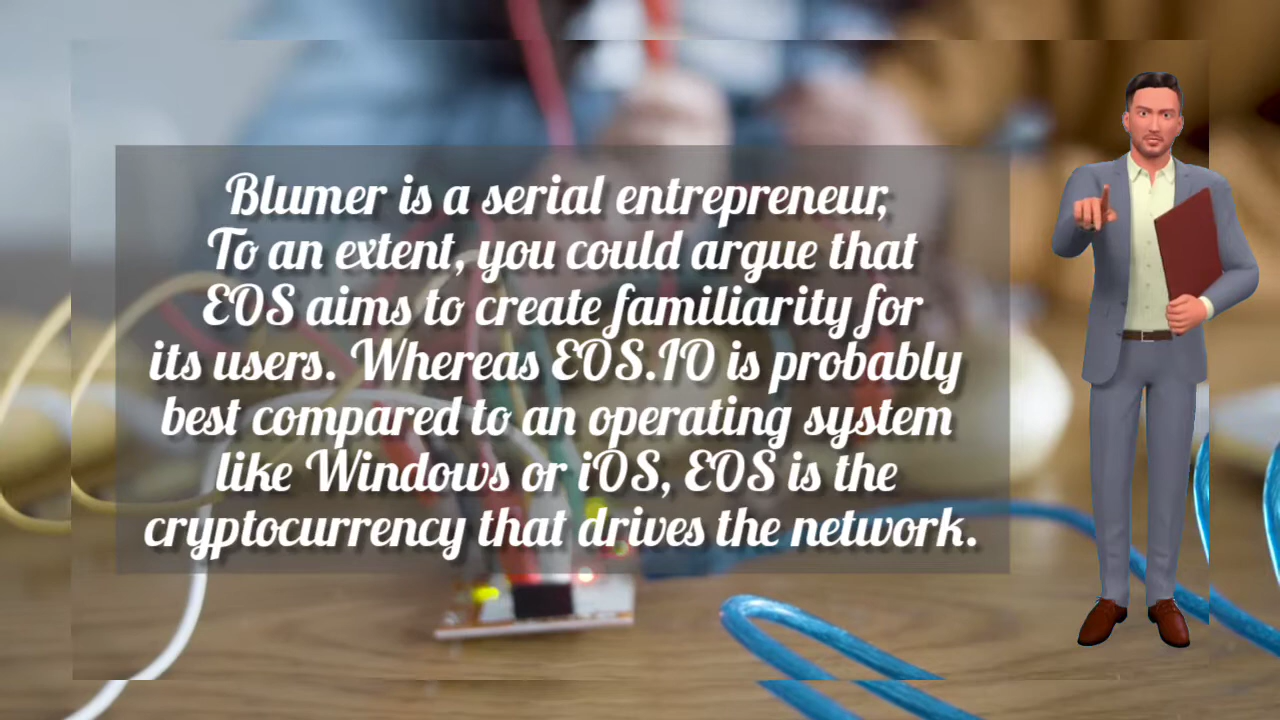 Blumer is a serial entrepreneur,
To an extent, you could argue that
EOS aims to create familiarity for
its users. Whereas EOS.IO is probably
best compared to an operating system
like Windows or iOS, EOS is the
cryptocurrency that drives the network.